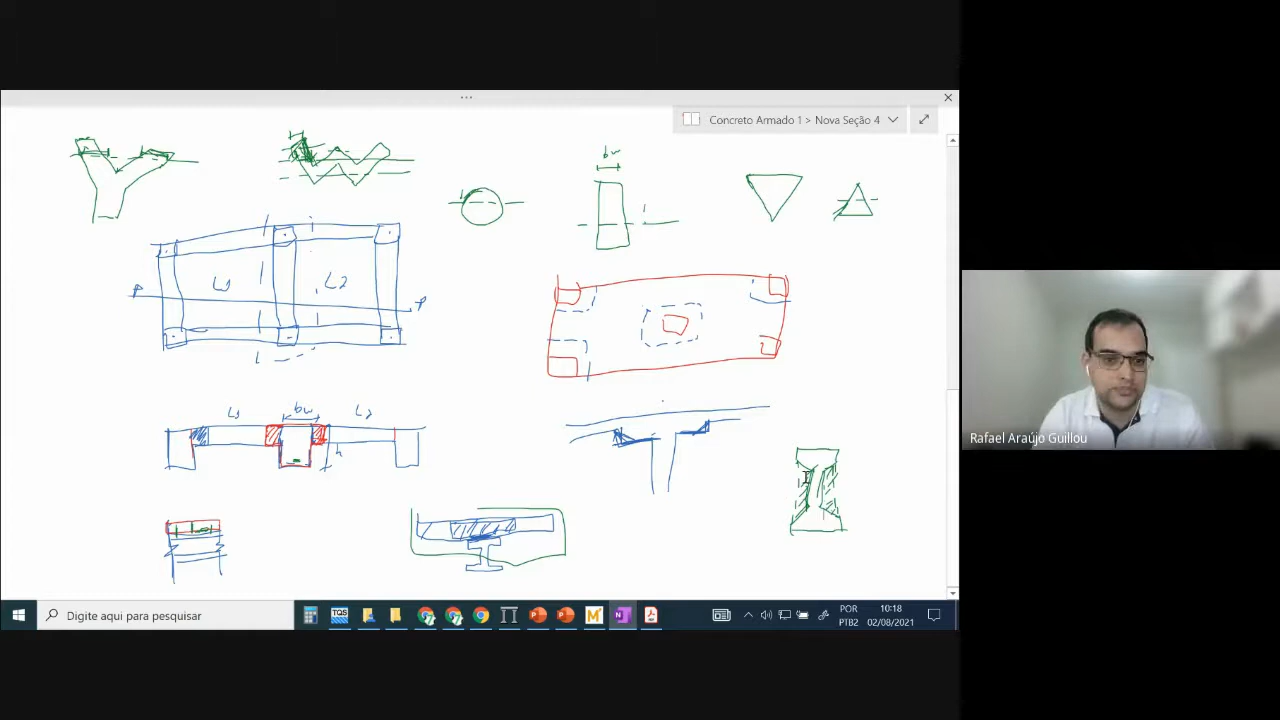 Concreto Armado 1 > Nova Seção 4
bw
L1
L2
P
P
L1
bw
L2
h
Rafael Araújo Guillou
Digite aqui para pesquisar
TQS
POR
PTB2
10:18
02/08/2021